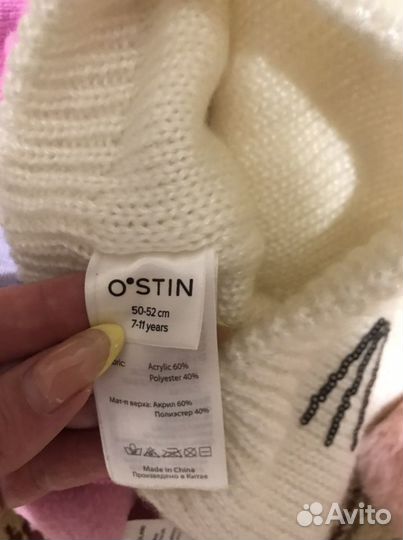 O'STIN
50-52 cm
7-11 years
Acrylic 60%
Polyester 40%
Мат-л верха: Акрил 60%
Полиэстер 40%
Made in China
Произведено в Китае
Avito